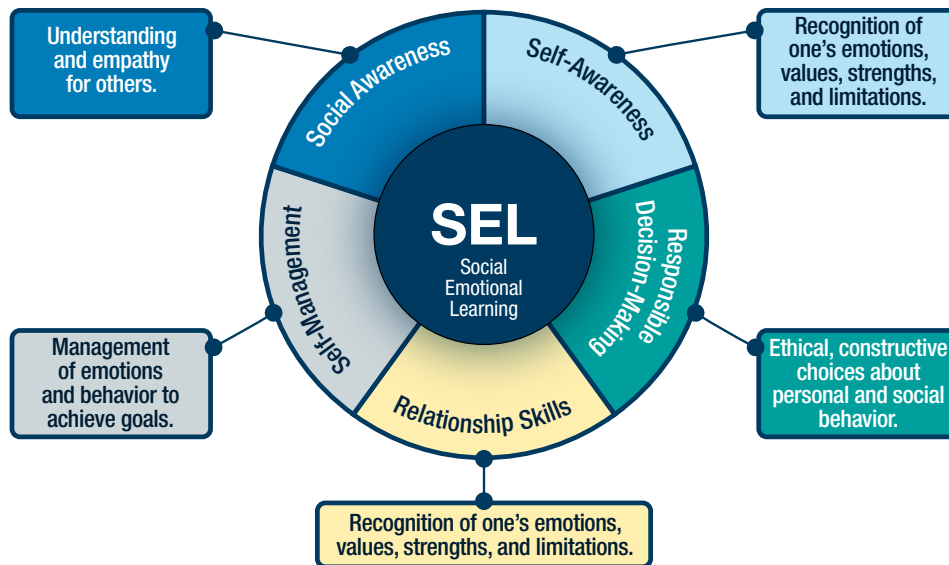 Understanding
and empathy
for others.
Social Awareness
Self-Awareness
Recognition of
one's emotions,
values, strengths,
and limitations.
SEL
Social
Emotional
Learning
Self-Management
Responsible
Decision-Making
Management
of emotions
and behavior to
achieve goals.
Relationship Skills
Ethical, constructive
choices about
personal and social
behavior.
Recognition of one's emotions,
values, strengths, and limitations.